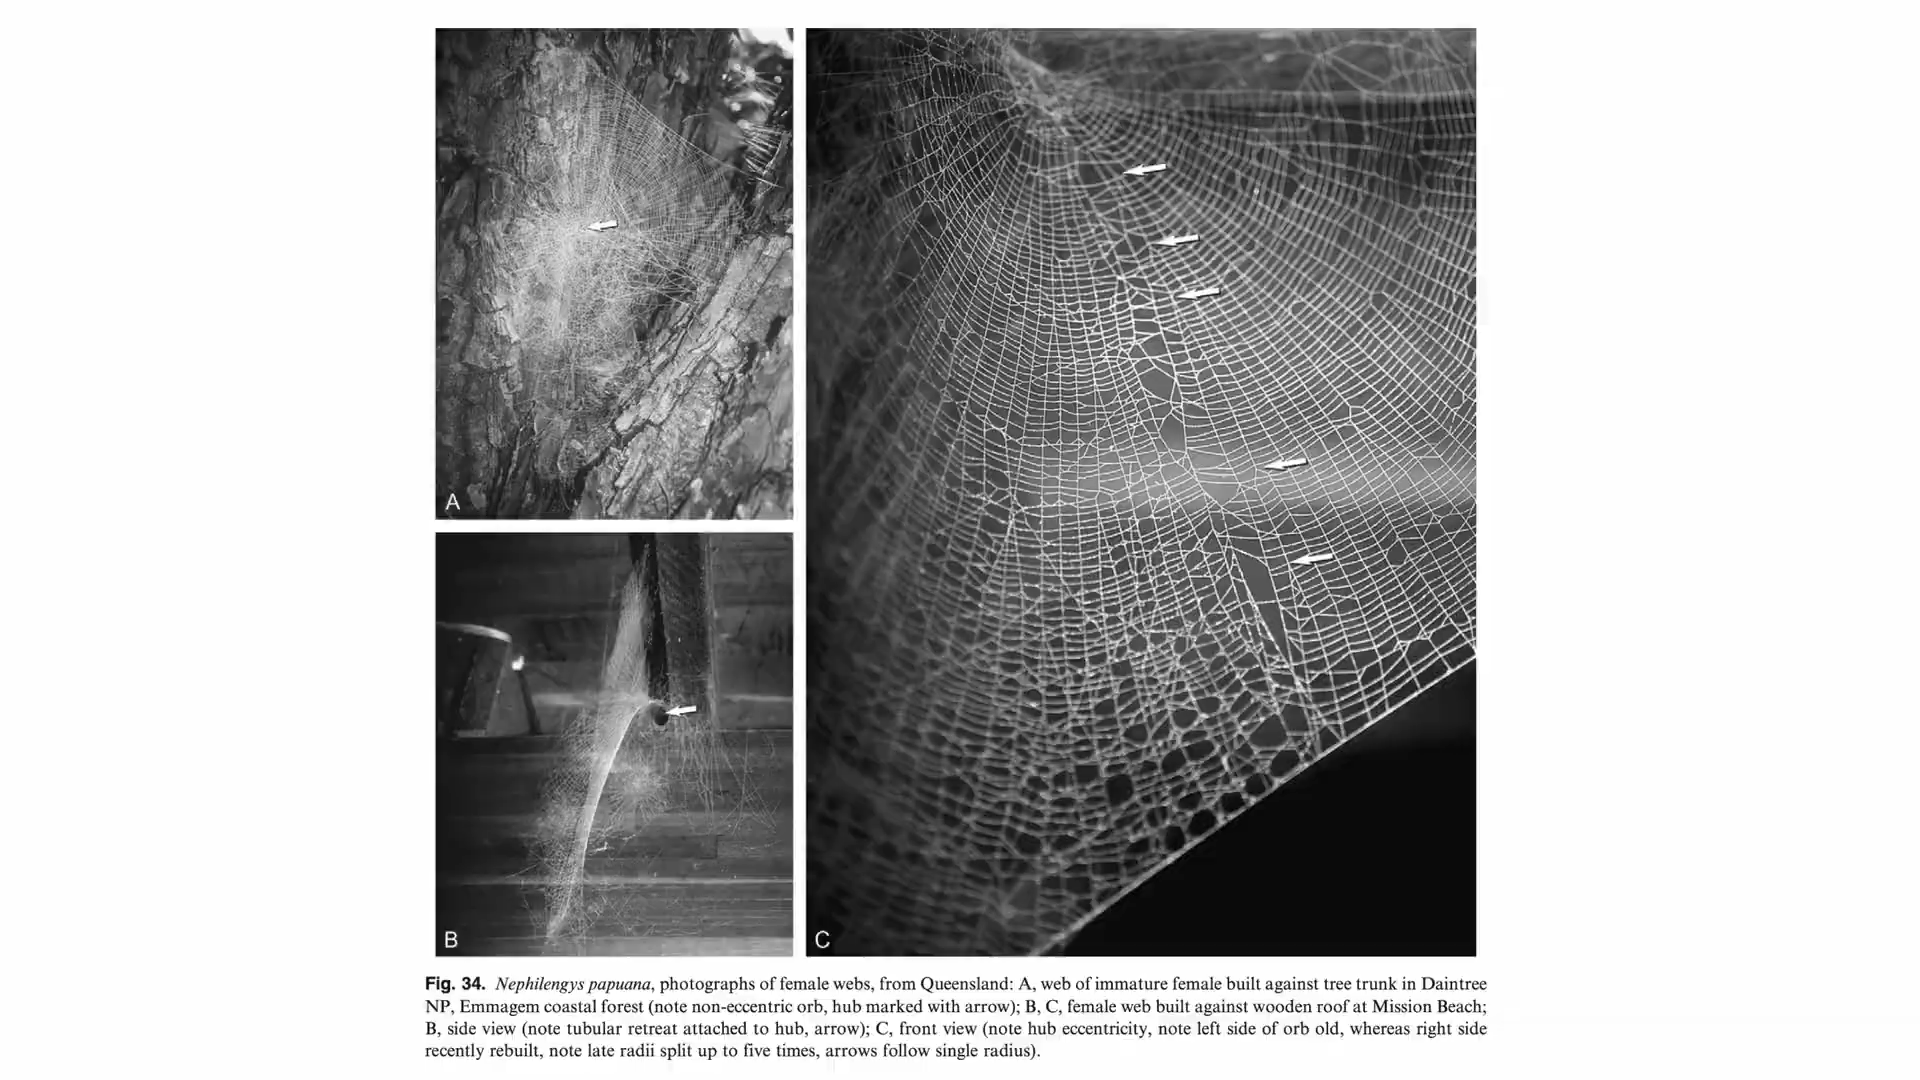 A
B
C
Fig. 34. Nephilengys papuana, photographs of female webs, from Queensland: A, web of immature female built against tree trunk in Daintree
NP, Emmagem coastal forest (note non-eccentric orb, hub marked with arrow); B, C, female web built against wooden roof at Mission Beach;
B, side view (note tubular retreat attached to hub, arrow); C, front view (note hub eccentricity, note left side of orb old, whereas right side
recently rebuilt, note late radii split up to five times, arrows follow single radius).